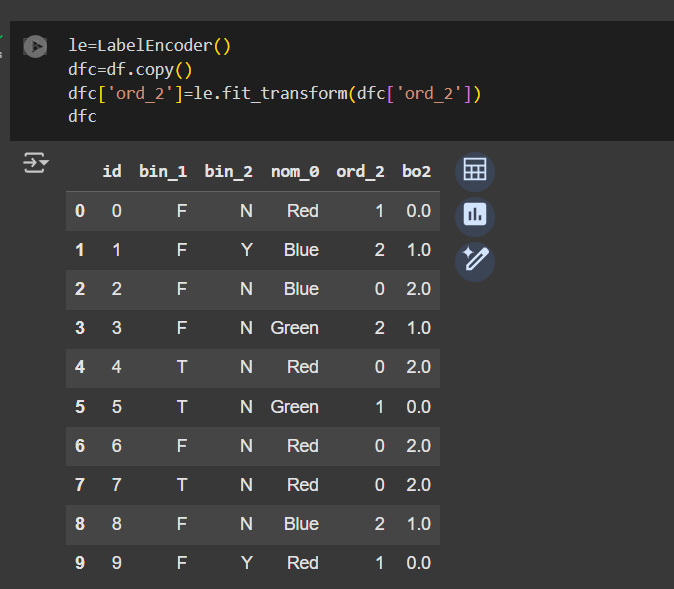 le=LabelEncoder()
dfc=df.copy()
dfc['ord_2']=le.fit_transform(dfc['ord_2'])
dfc
id bin_1 bin_2 nom_0 ord_2 bo2
0 0 F N Red 1 0.0
1 1 F Y Blue 2 1.0
2 2 F N Blue 0 2.0
3 3 F N Green 2 1.0
4 4 T N Red 0 2.0
5 5 T N Green 1 0.0
6 6 F N Red 0 2.0
7 7 T N Red 0 2.0
8 8 F N Blue 2 1.0
9 9 F Y Red 1 0.0